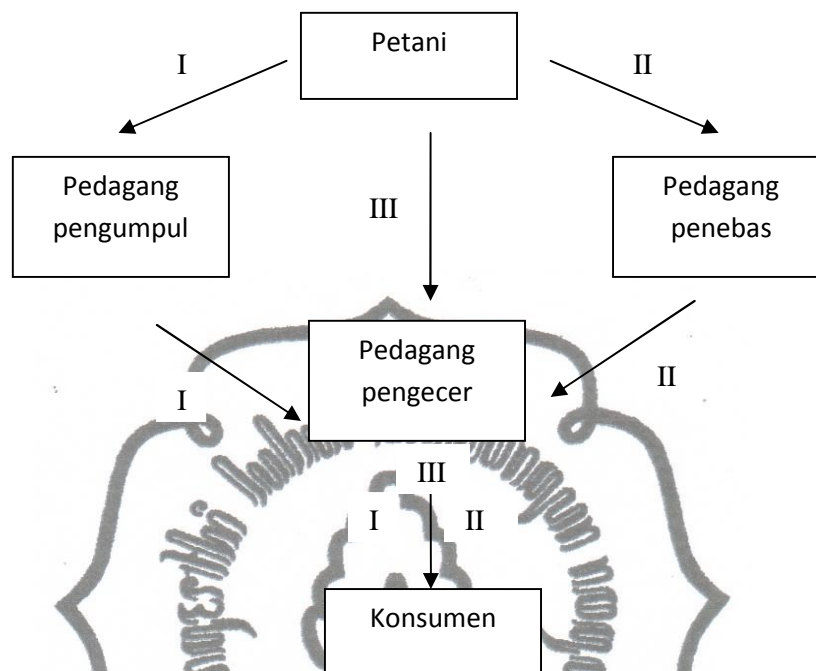 Petani
I
II
Pedagang
pengumpul
III
Pedagang
penebas
Pedagang
pengecer
I
II
III
I
II
Konsumen